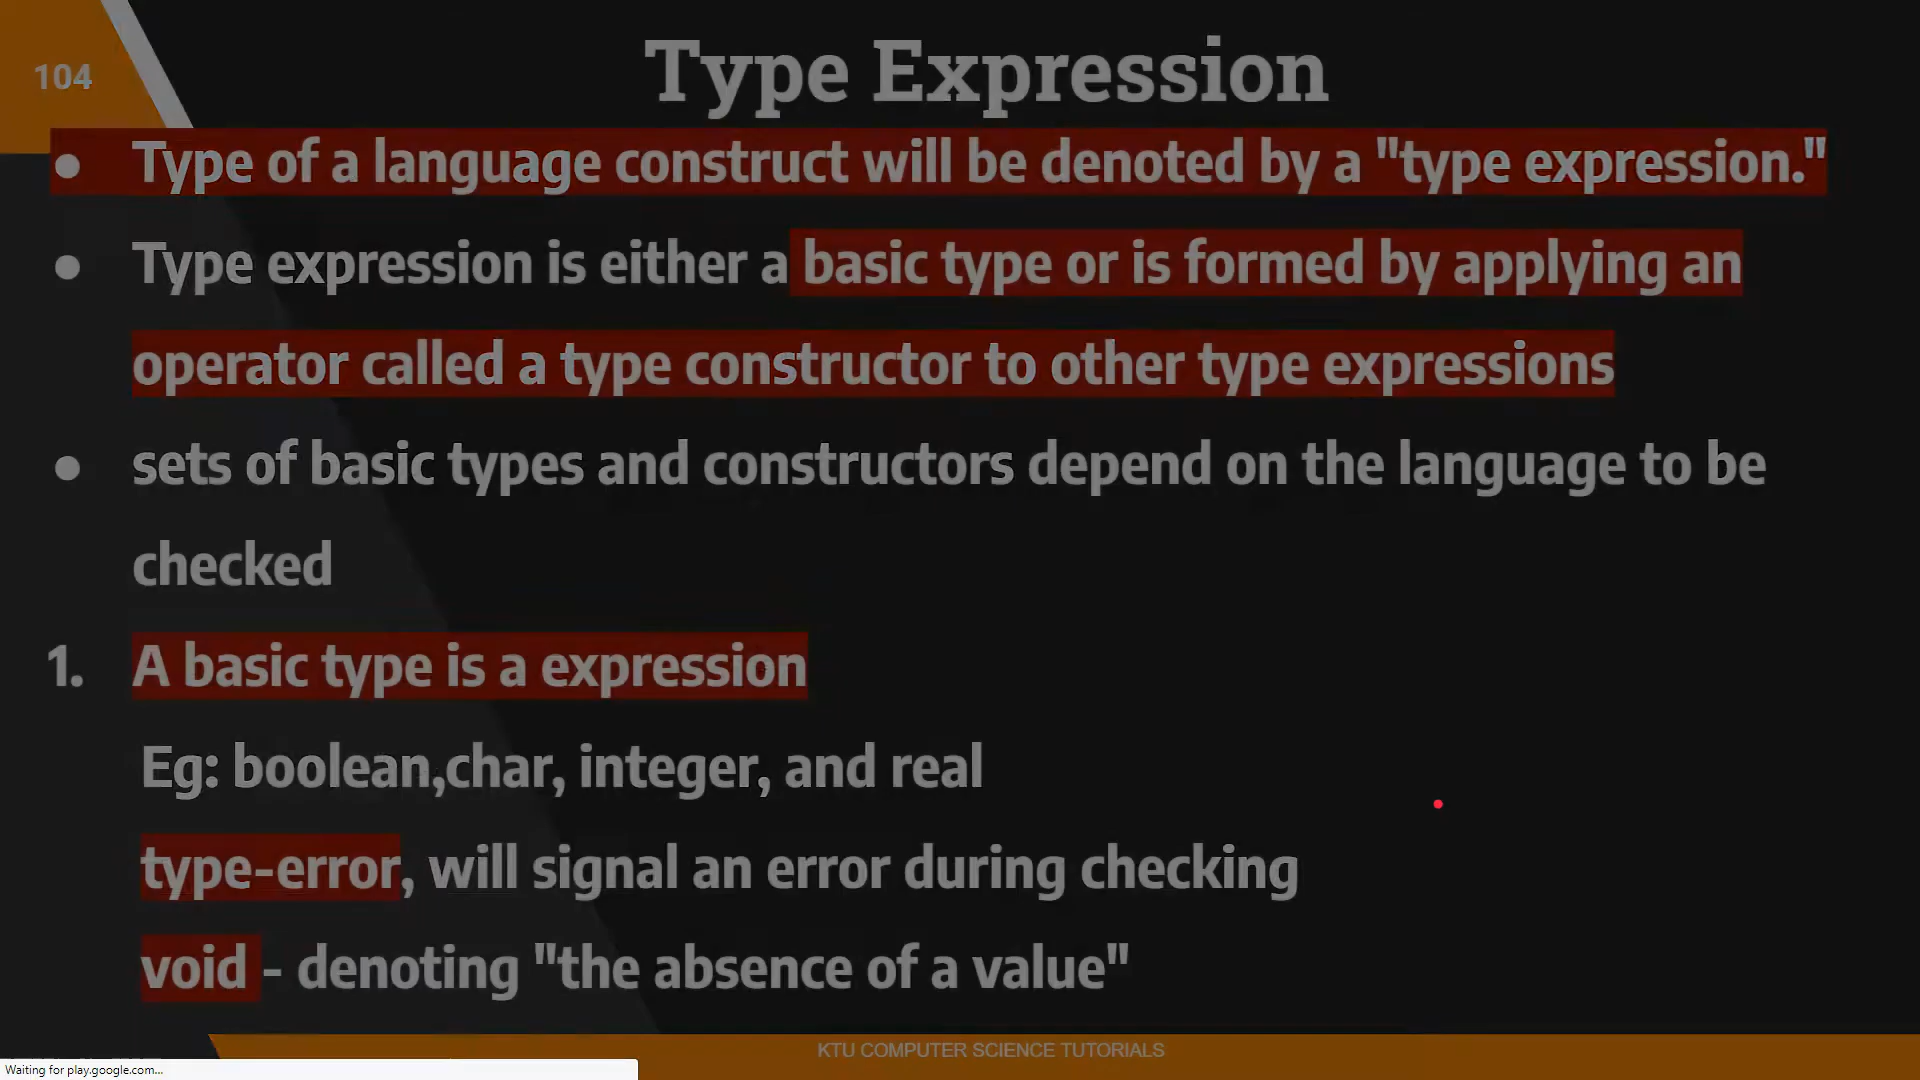 104
Type Expression
● Type of a language construct will be denoted by a "type expression."
● Type expression is either a basic type or is formed by applying an
operator called a type constructor to other type expressions
● sets of basic types and constructors depend on the language to be
checked
1. A basic type is a expression
Eg: boolean,char, integer, and real
type-error, will signal an error during checking
void - denoting "the absence of a value"
KTU COMPUTER SCIENCE TUTORIALS
Waiting for play.google.com...